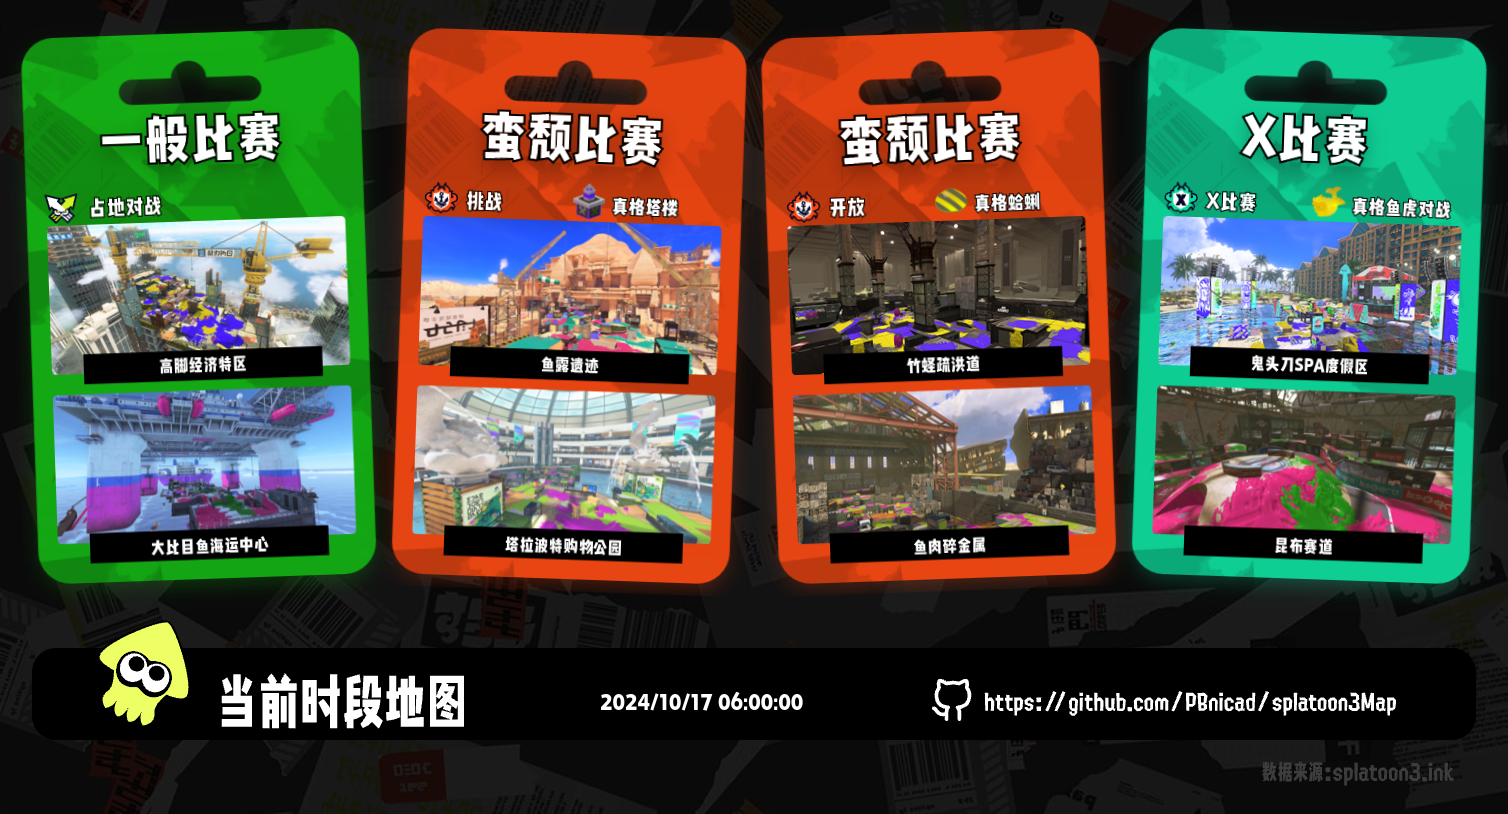 一般比赛
占地对战
高脚经济特区
大比目鱼海运中心
蛮颓比赛
挑战
真格塔楼
鱼露遗迹
塔拉波特购物公园
蛮颓比赛
开放
真格蛤蜊
竹蛏疏洪道
鱼肉碎金属
X比赛
X比赛
真格鱼虎对战
鬼头刀SPA度假区
昆布赛道
当前时段地图
2024/10/17 06:00:00
https://github.com/PBnicad/splatoon3Map
数据来源:splatoon3.ink